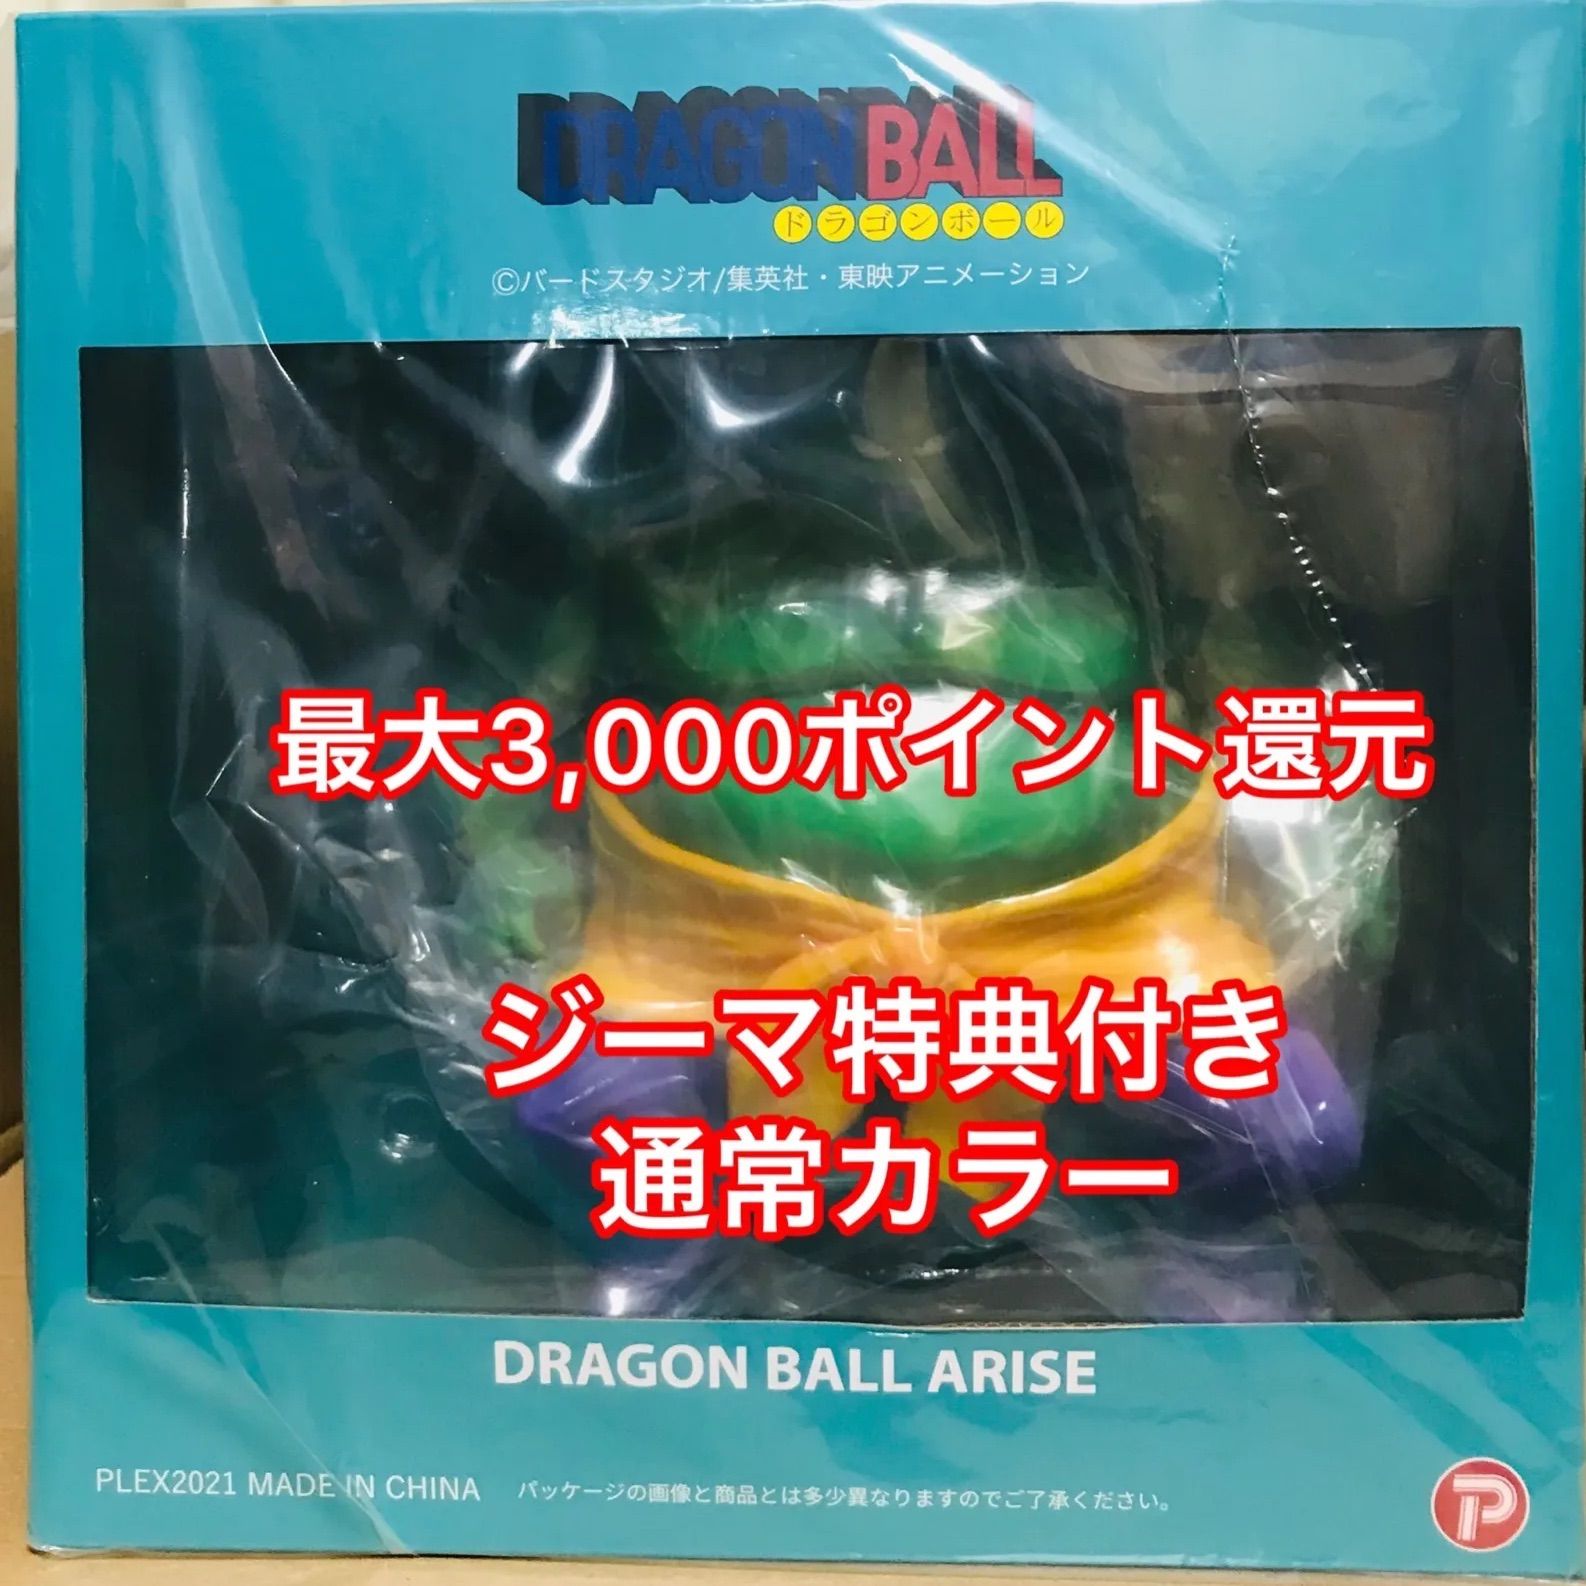 DRAGON BALL
ドラゴンボール
©バードスタジオ/集英社・東映アニメーション
最大3,000ポイント還元
ジーマ特典付き
通常カラー
DRAGON BALL ARISE
PLEX2021 MADE IN CHINA パッケージの画像と商品とは多少異なりますのでご了承ください。
P